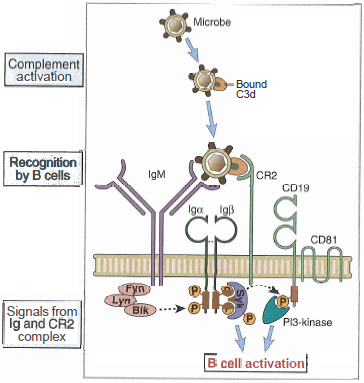 Microbe
Complement
activation
Bound
C3d
Recognition
by B cells
IgM
CR2
CD19
Igα
Igβ
CD81
Fyn
Lyn
Blk
P
P
P
P
Syk
P
Signals from
Ig and CR2
complex
PI3-kinase
B cell activation